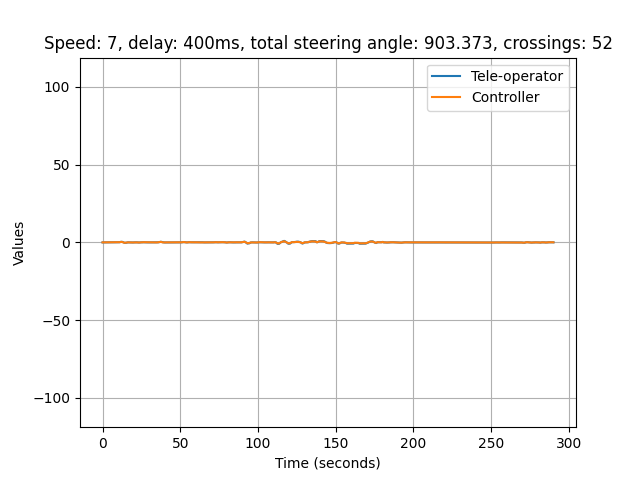 Speed: 7, delay: 400ms, total steering angle: 903.373, crossings: 52
Tele-operator
Controller
Values
100
50
0
−50
−100
0 50 100 150 200 250 300
Time (seconds)